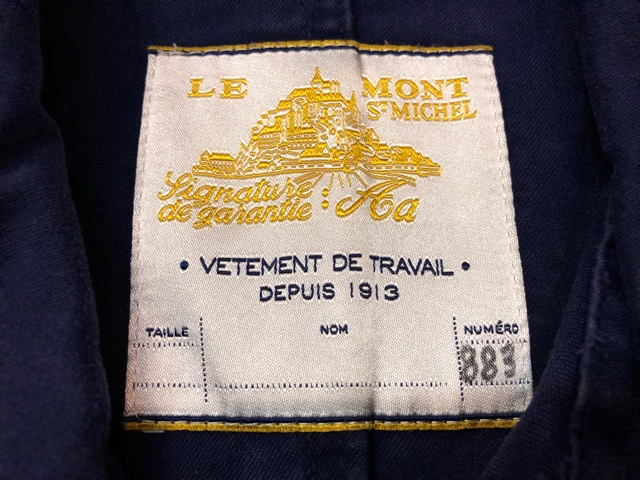 LE MONT
ST MICHEL
Signature
de garantie : Aa
• VETEMENT DE TRAVAIL •
DEPUIS 1913
TAILLE NOM NUMÉRO
883